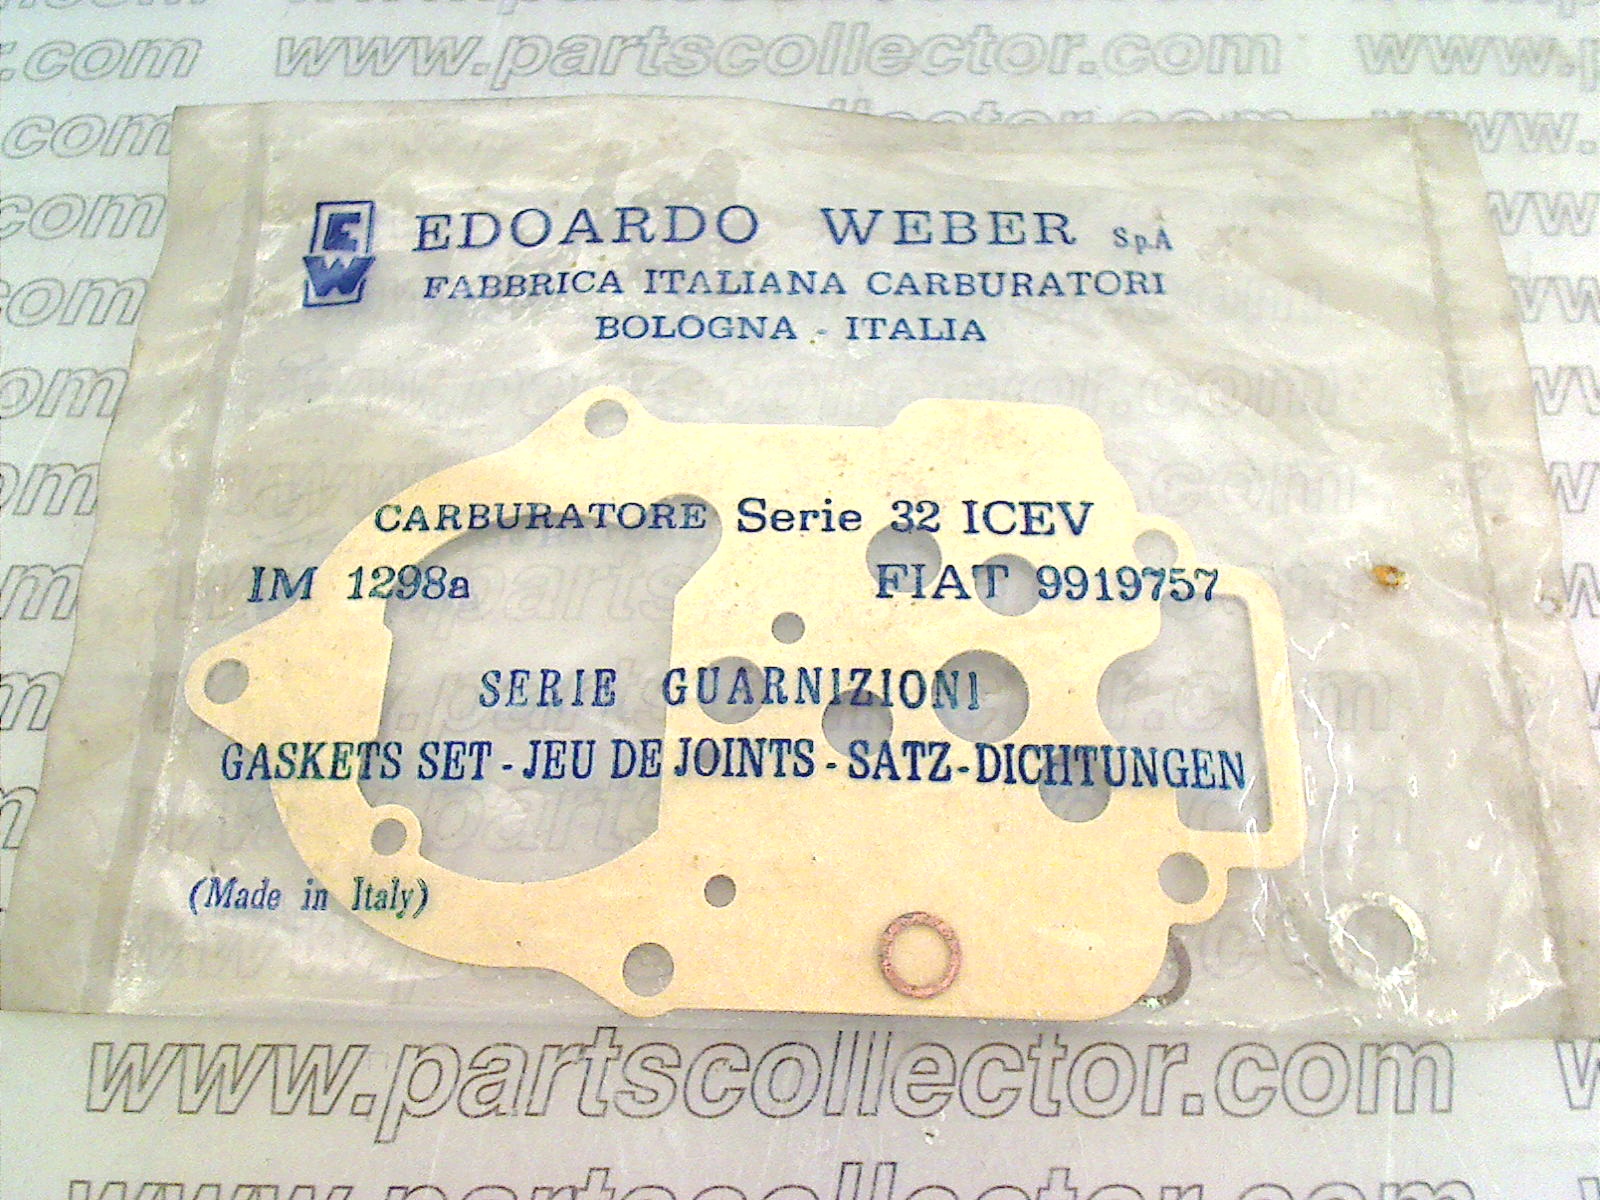 www.partscollector.com
EW
EDOARDO WEBER SpA
FABBRICA ITALIANA CARBURATORI
BOLOGNA - ITALIA
CARBURATORE Serie 32 ICEV
IM 1298a FIAT 9919757
SERIE GUARNIZIONI
GASKETS SET - JEU DE JOINTS - SATZ-DICHTUNGEN
(Made in Italy)
www.partscollector.com